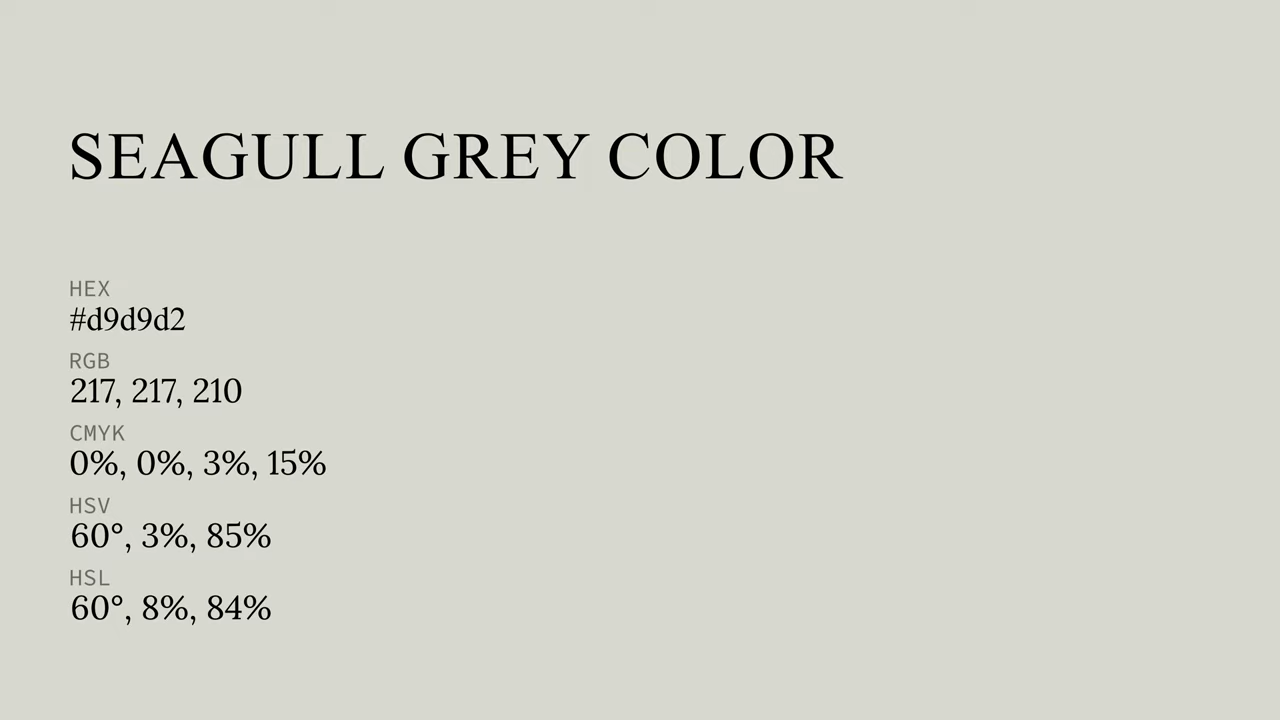 SEAGULL GREY COLOR
HEX
#d9d9d2
RGB
217, 217, 210
CMYK
0%, 0%, 3%, 15%
HSV
60°, 3%, 85%
HSL
60°, 8%, 84%